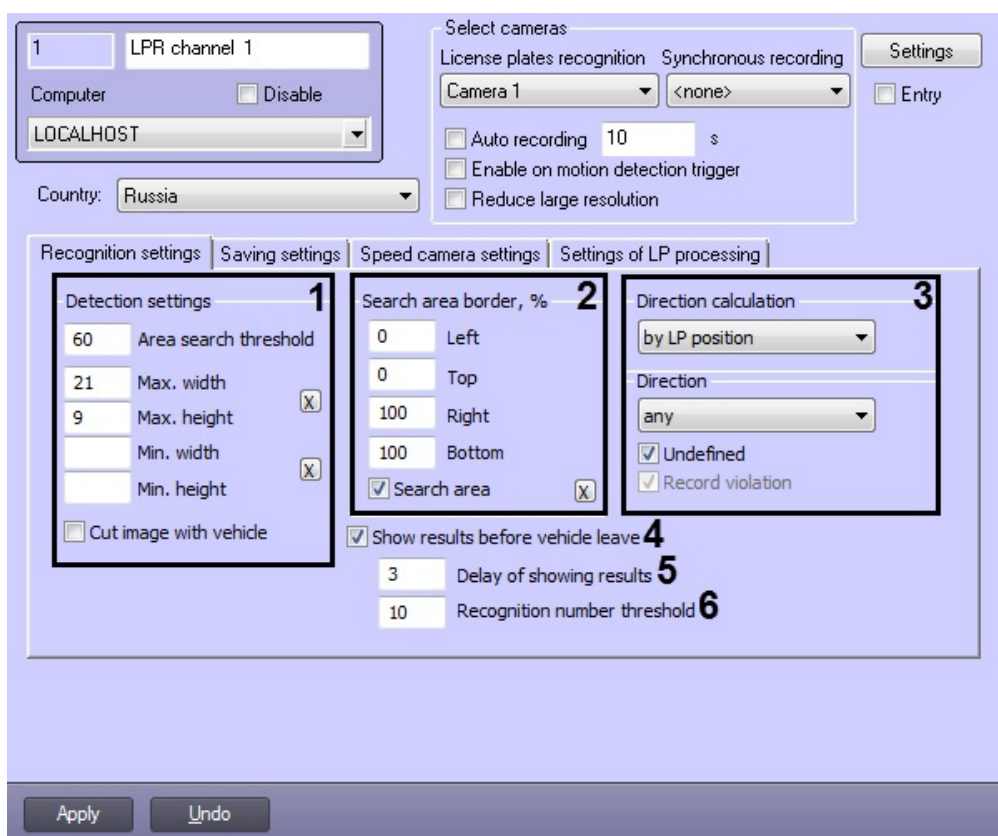 1 LPR channel 1
Computer Disable
LOCALHOST
Country: Russia
Select cameras
License plates recognition Synchronous recording
Camera 1 <none>
Auto recording 10 s
Enable on motion detection trigger
Reduce large resolution
Settings
Entry
Recognition settings Saving settings Speed camera settings Settings of LP processing
Detection settings 1
60 Area search threshold
21 Max. width
X
9 Max. height
Min. width
X
Min. height
Cut image with vehicle
Search area border, % 2
0 Left
0 Top
100 Right
100 Bottom
Search area X
Direction calculation 3
by LP position
Direction
any
Undefined
Record violation
Show results before vehicle leave 4
3 Delay of showing results 5
10 Recognition number threshold 6
Apply Undo